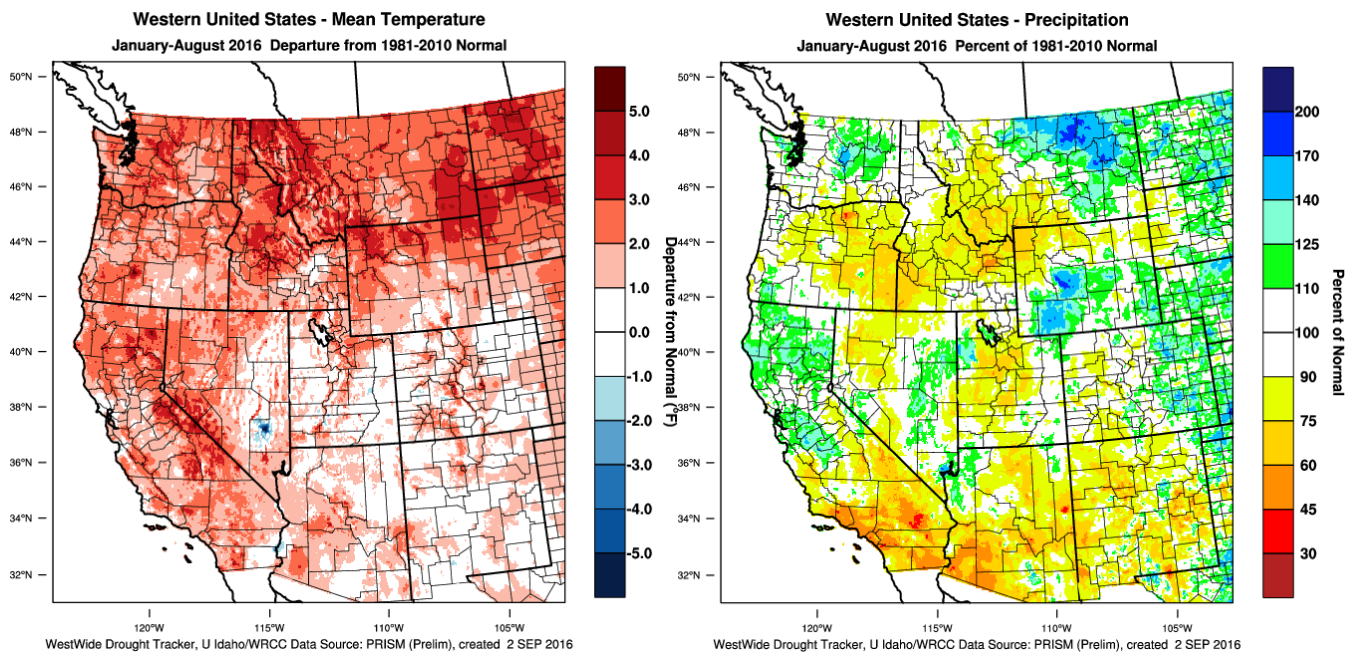 Western United States - Mean Temperature
January-August 2016 Departure from 1981-2010 Normal
50°N
48°N
46°N
44°N
42°N
40°N
38°N
36°N
34°N
32°N
120°W
115°W
110°W
105°W
5.0
4.0
3.0
2.0
1.0
0.0
-1.0
-2.0
-3.0
-4.0
-5.0
Departure from Normal (°F)
WestWide Drought Tracker, U Idaho/WRCC Data Source: PRISM (Prelim), created 2 SEP 2016
Western United States - Precipitation
January-August 2016 Percent of 1981-2010 Normal
50°N
48°N
46°N
44°N
42°N
40°N
38°N
36°N
34°N
32°N
120°W
115°W
110°W
105°W
200
170
140
125
110
100
90
75
60
45
30
Percent of Normal
WestWide Drought Tracker, U Idaho/WRCC Data Source: PRISM (Prelim), created 2 SEP 2016